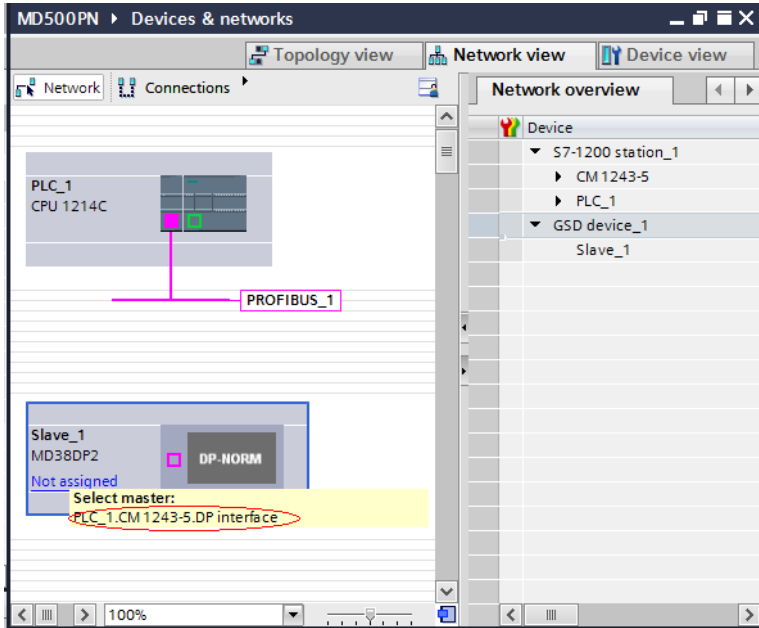 MD500PN ▸ Devices & networks
Topology view
Network view
Device view
Network
Connections
Network overview
Device
S7-1200 station_1
CM 1243-5
PLC_1
GSD device_1
Slave_1
PLC_1
CPU 1214C
PROFIBUS_1
Slave_1
MD38DP2
DP-NORM
Not assigned
Select master:
PLC_1.CM 1243-5.DP interface
100%